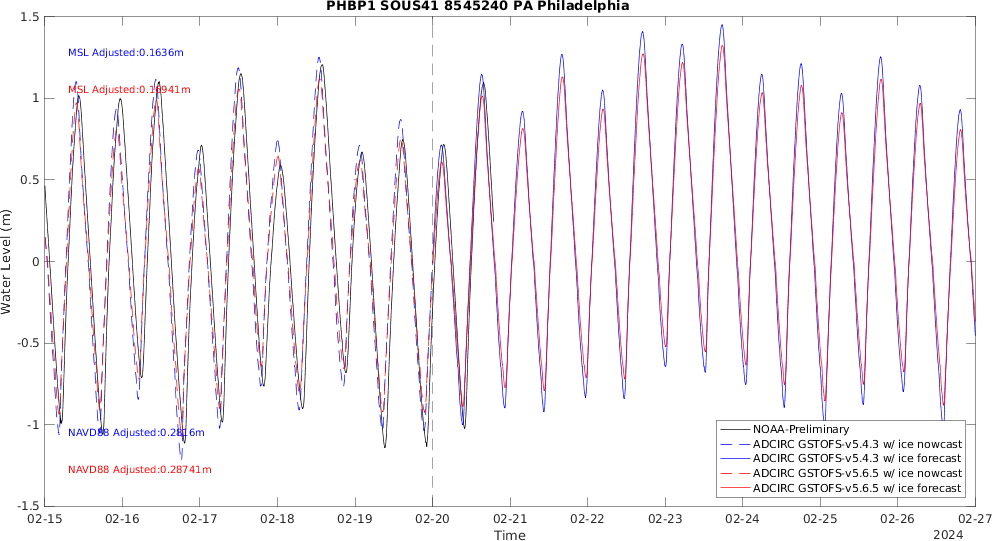 PHBP1 SOUS41 8545240 PA Philadelphia
Water Level (m)
1.5
1
0.5
0
-0.5
-1
-1.5
MSL Adjusted:0.1636m
MSL Adjusted:0.16941m
NAVD88 Adjusted:0.2816m
NAVD88 Adjusted:0.28741m
NOAA-Preliminary
ADCIRC GSTOFS-v5.4.3 w/ ice nowcast
ADCIRC GSTOFS-v5.4.3 w/ ice forecast
ADCIRC GSTOFS-v5.6.5 w/ ice nowcast
ADCIRC GSTOFS-v5.6.5 w/ ice forecast
02-15 02-16 02-17 02-18 02-19 02-20 02-21 02-22 02-23 02-24 02-25 02-26 02-27
Time
2024